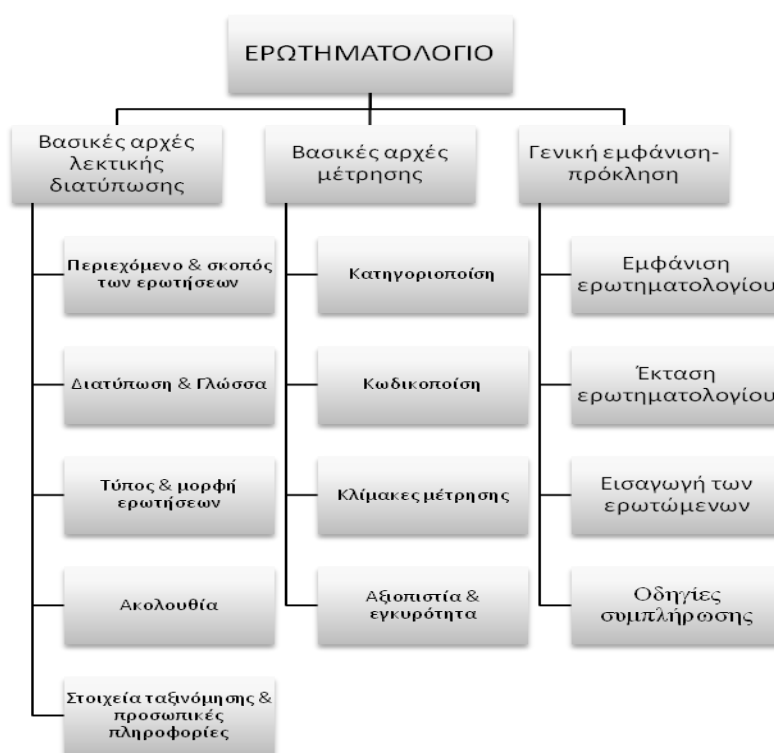 ΕΡΩΤΗΜΑΤΟΛΟΓΙΟ
Βασικές αρχές
λεκτικής
διατύπωσης
Περιεχόμενο & σκοπός
των ερωτήσεων
Διατύπωση & Γλώσσα
Τύπος & μορφή
ερωτήσεων
Ακολουθία
Στοιχεία ταξινόμησης &
προσωπικές
πληροφορίες
Βασικές αρχές
μέτρησης
Κατηγοριοποίση
Κωδικοποίση
Κλίμακες μέτρησης
Αξιοπιστία &
εγκυρότητα
Γενική εμφάνιση-
πρόκληση
Εμφάνιση
ερωτηματολογίου
Έκταση
ερωτηματολογίου
Εισαγωγή των
ερωτώμενων
Οδηγίες
συμπλήρωσης